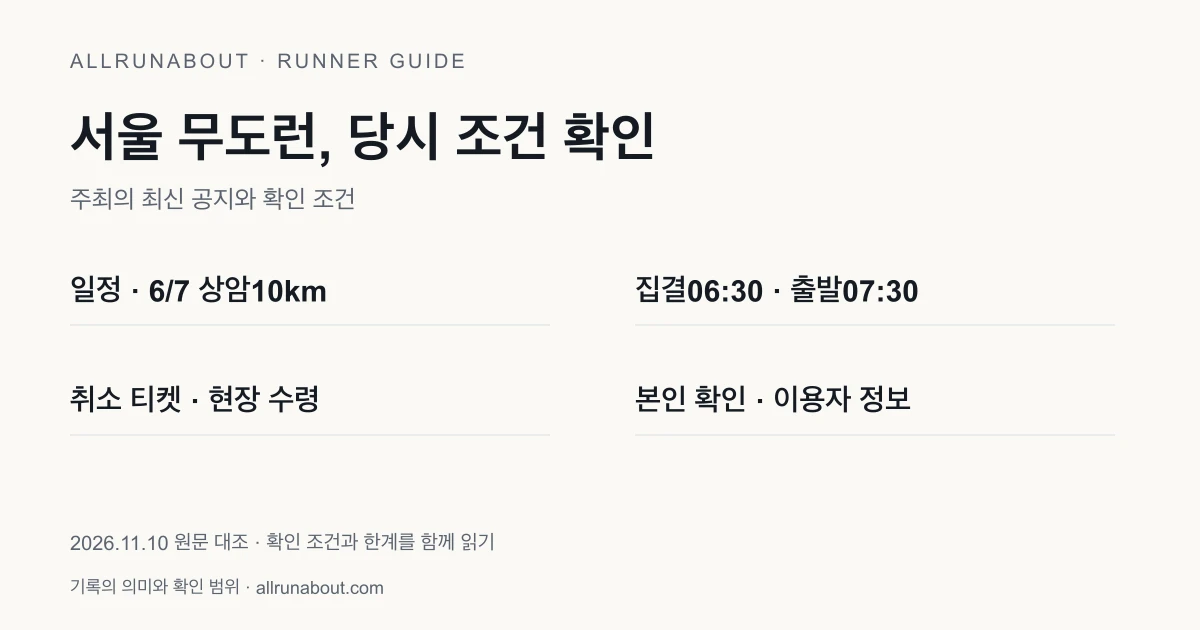 ALLRUNABOUT · RUNNER GUIDE
서울 무도런, 당시 조건 확인
주최의 최신 공지와 확인 조건
일정 · 6/7 상암10km
집결06:30 · 출발07:30
취소 티켓 · 현장 수령
본인 확인 · 이용자 정보
2026.11.10 원문 대조 · 확인 조건과 한계를 함께 읽기
기록의 의미와 확인 범위 · allrunabout.com